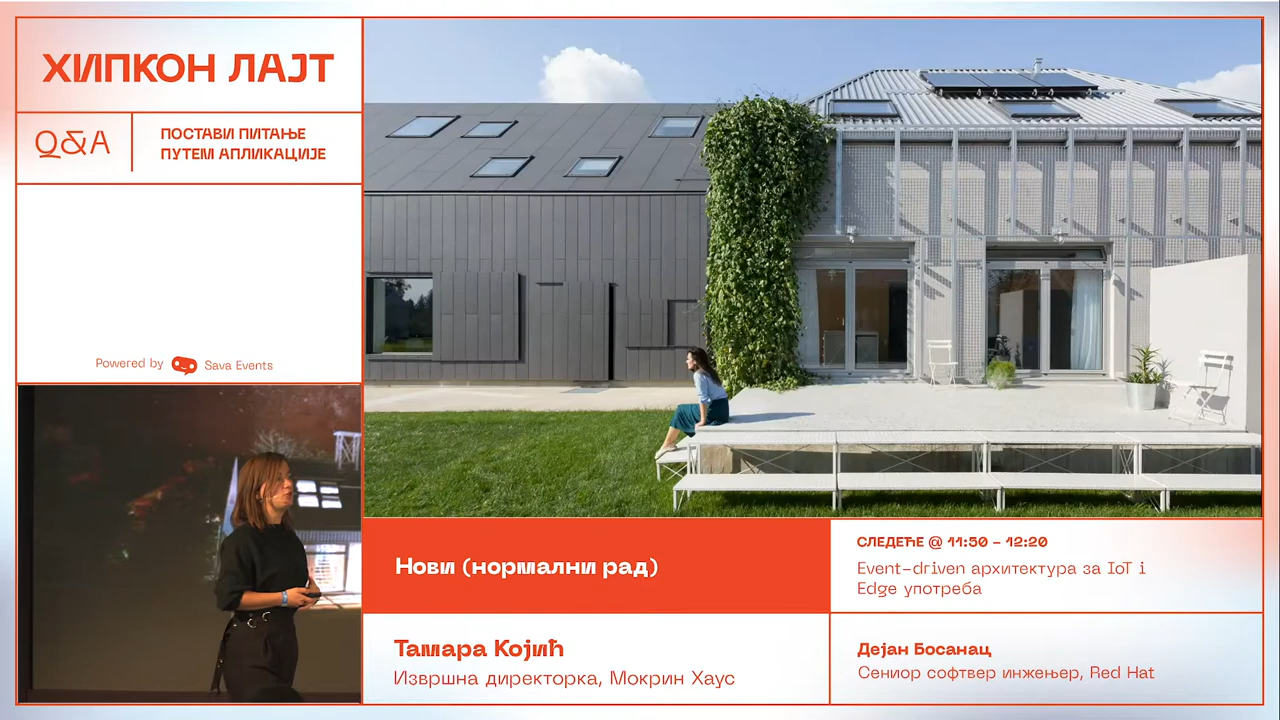 ХИПКОН ЛАЈТ
Q&A
ПОСТАВИ ПИТАЊЕ
ПУТЕМ АПЛИКАЦИЈЕ
Powered by Sava Events
Нови (нормални рад)
Тамара Којић
Извршна директорка, Мокрин Хаус
СЛЕДЕЋЕ @ 11:50 – 12:20
Event-driven архитектура за IoT i
Edge употреба
Дејан Босанац
Сениор софтвер инжењер, Red Hat